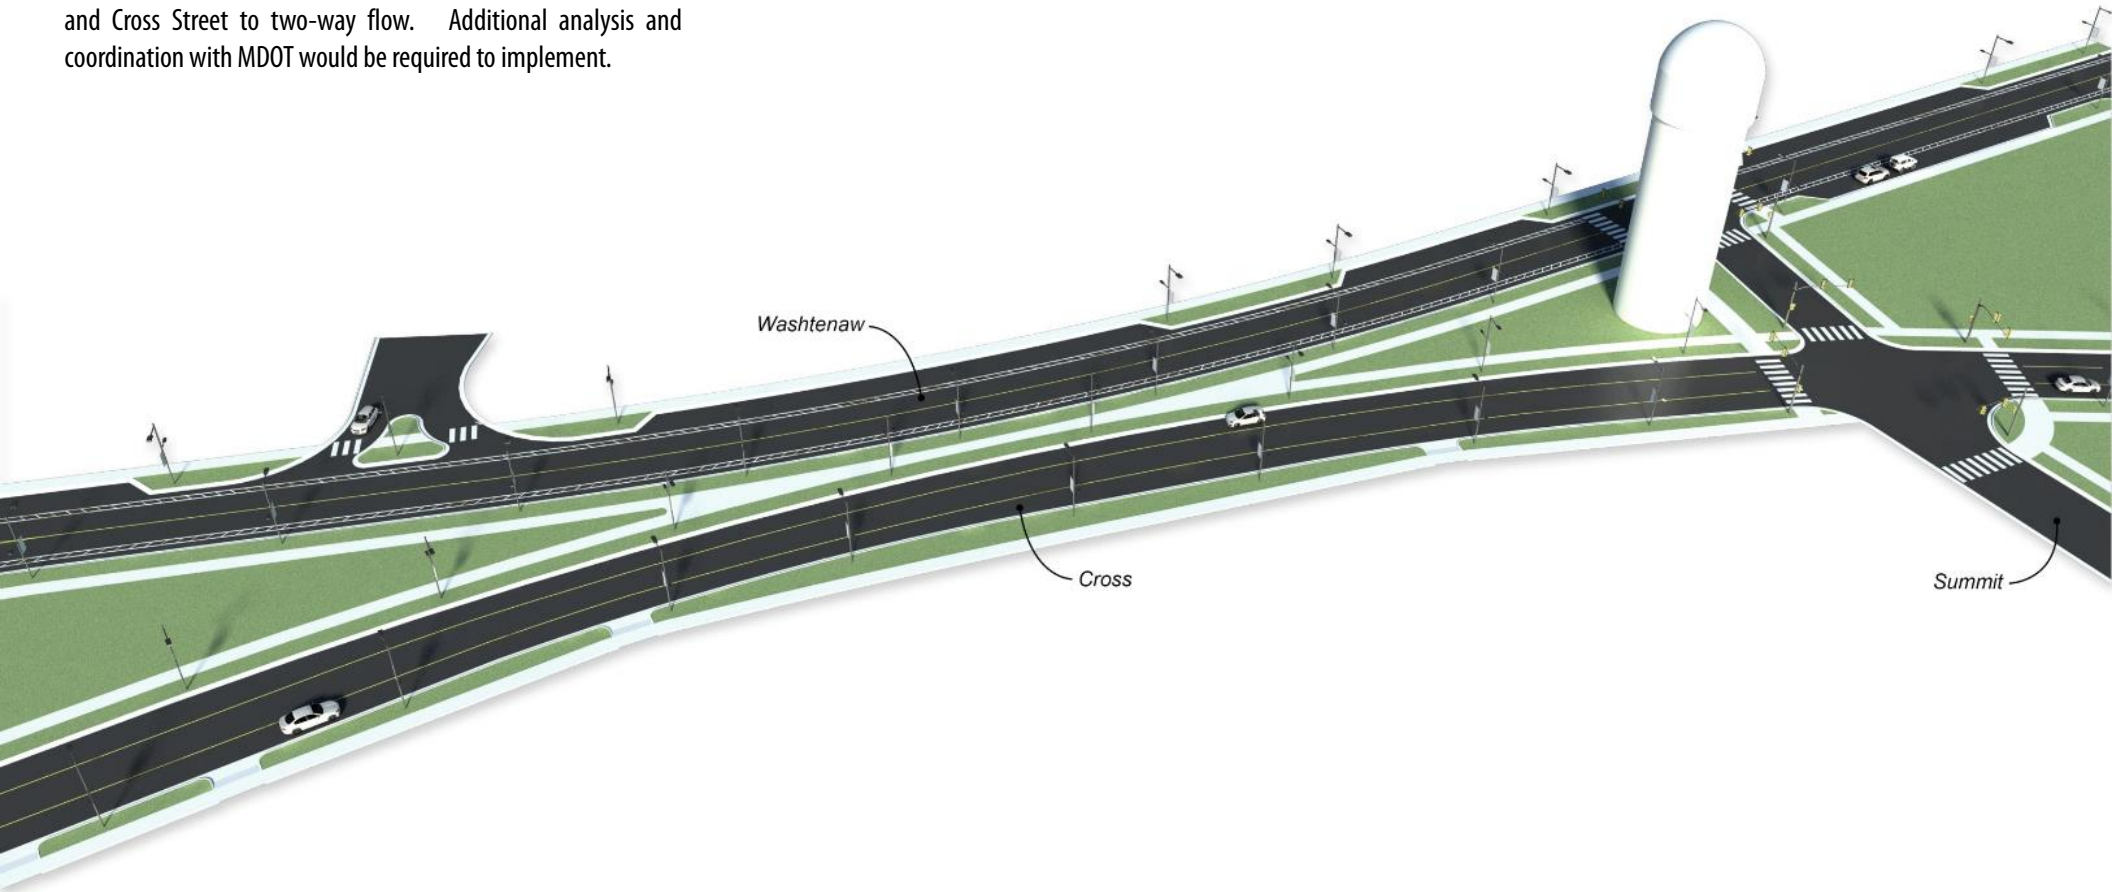 and Cross Street to two-way flow. Additional analysis and
coordination with MDOT would be required to implement.
Washtenaw
Cross
Summit